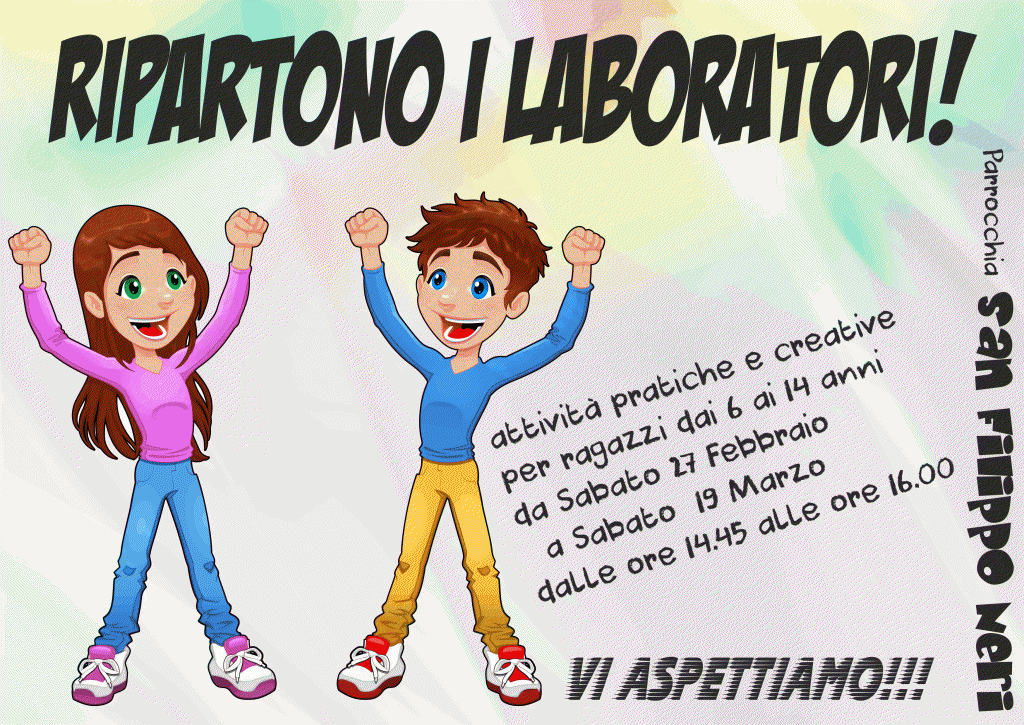 RIPARTONO I LABORATORI!
Parrocchia San Filippo Neri
attività pratiche e creative
per ragazzi dai 6 ai 14 anni
da Sabato 27 Febbraio
a Sabato 19 Marzo
dalle ore 14.45 alle ore 16.00
VI ASPETTIAMO!!!